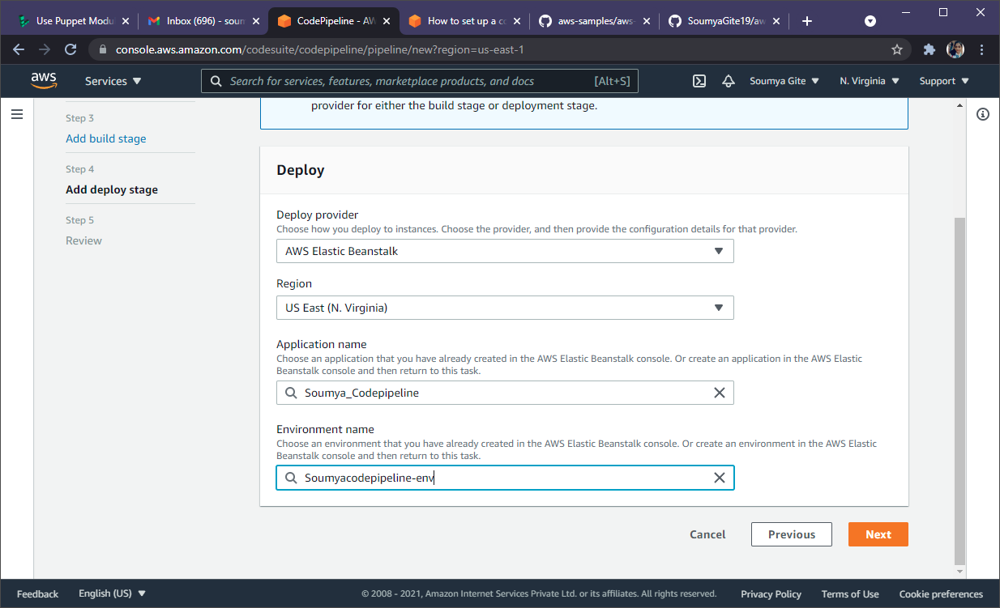 Use Puppet Modu
Inbox (696) - soun
CodePipeline - AW
How to set up a co
aws-samples/aws-
SoumyaGite19/aw
console.aws.amazon.com/codesuite/codepipeline/pipeline/new?region=us-east-1
aws
Services
Search for services, features, marketplace products, and docs
[Alt+S]
Soumya Gite
N. Virginia
Support
Step 3
Add build stage
Step 4
Add deploy stage
Step 5
Review
provider for either the build stage or deployment stage.
Deploy
Deploy provider
Choose how you deploy to instances. Choose the provider, and then provide the configuration details for that provider.
AWS Elastic Beanstalk
Region
US East (N. Virginia)
Application name
Choose an application that you have already created in the AWS Elastic Beanstalk console. Or create an application in the AWS Elastic
Beanstalk console and then return to this task.
Soumya_Codepipeline
Environment name
Choose an environment that you have already created in the AWS Elastic Beanstalk console. Or create an environment in the AWS Elastic
Beanstalk console and then return to this task.
Soumyacodepipeline-env
Cancel
Previous
Next
Feedback
English (US)
© 2008 - 2021, Amazon Internet Services Private Ltd. or its affiliates. All rights reserved.
Privacy Policy
Terms of Use
Cookie preferences